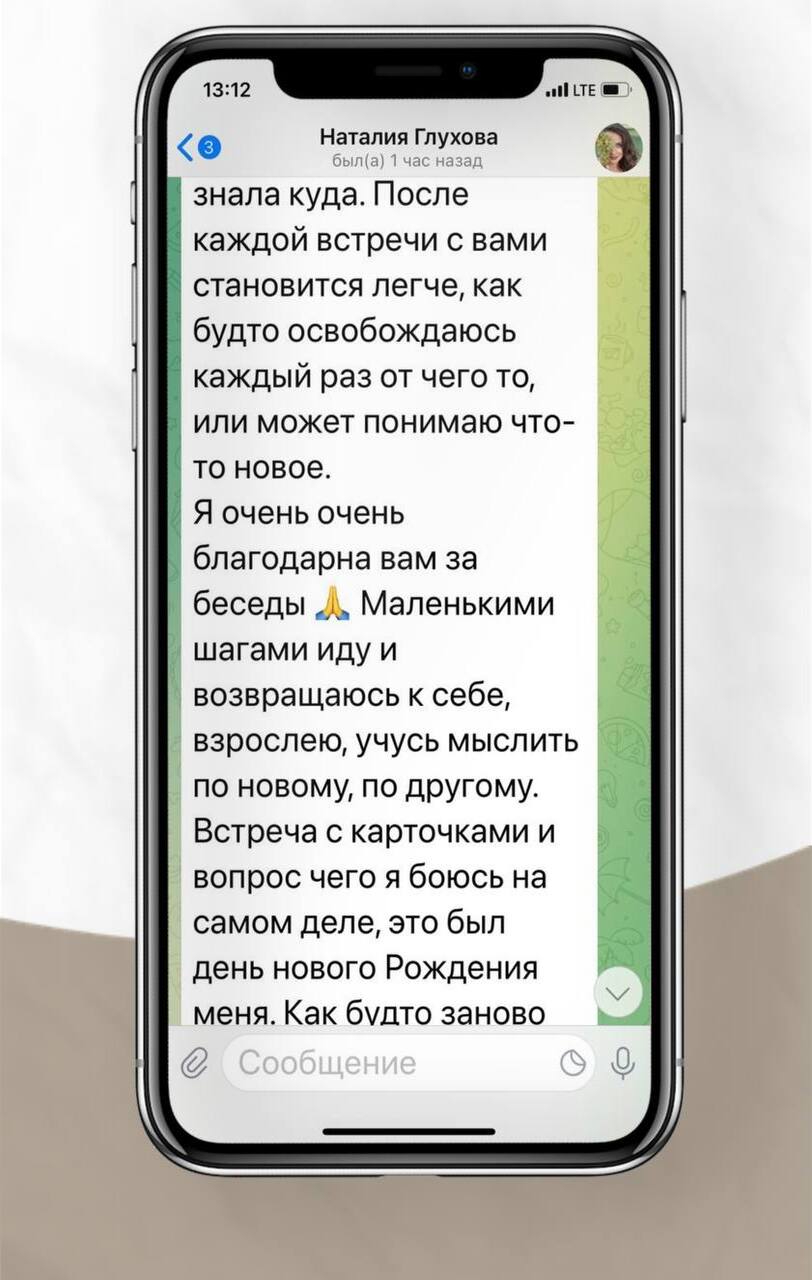 13:12
LTE
3
Наталия Глухова
был(а) 1 час назад
знала куда. После
каждой встречи с вами
становится легче, как
будто освобождаюсь
каждый раз от чего то,
или может понимаю что-
то новое.
Я очень очень
благодарна вам за
беседы 🙏 Маленькими
шагами иду и
возвращаюсь к себе,
взрослею, учусь мыслить
по новому, по другому.
Встреча с карточками и
вопрос чего я боюсь на
самом деле, это был
день нового Рождения
меня. Как будто заново
Сообщение